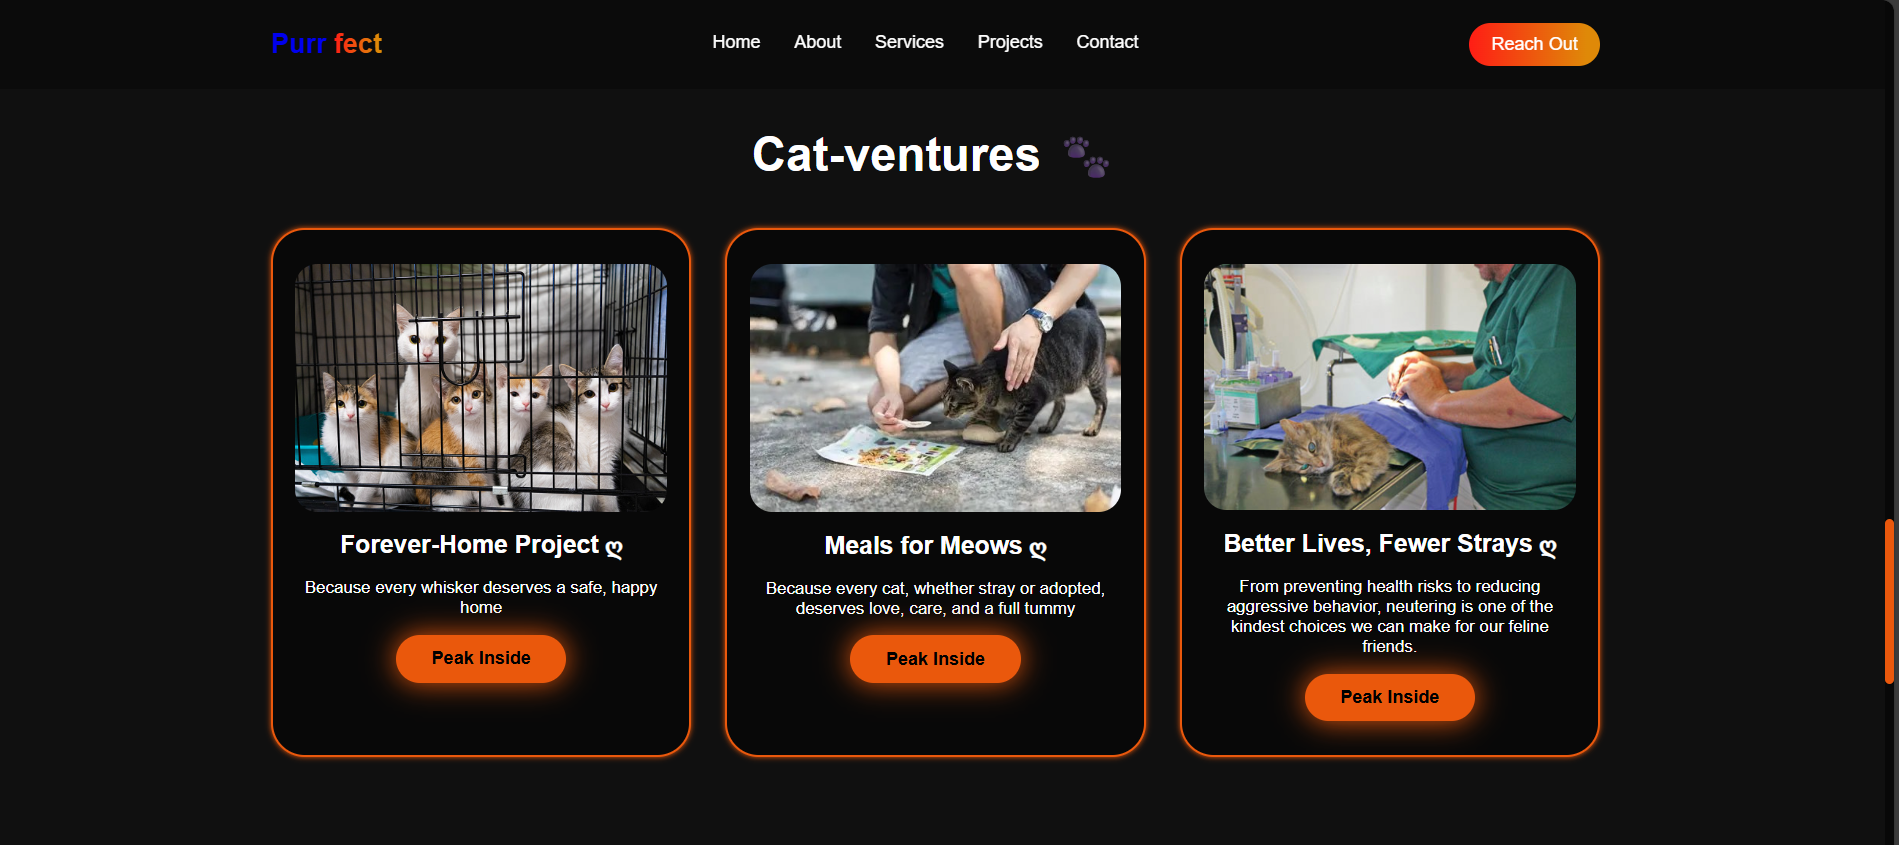 Purr fect
Home About Services Projects Contact
Reach Out
Cat-ventures 🐾
Forever-Home Project ღ
Because every whisker deserves a safe, happy
home
Peak Inside
Meals for Meows ღ
Because every cat, whether stray or adopted,
deserves love, care, and a full tummy
Peak Inside
Better Lives, Fewer Strays ღ
From preventing health risks to reducing
aggressive behavior, neutering is one of the
kindest choices we can make for our feline
friends.
Peak Inside